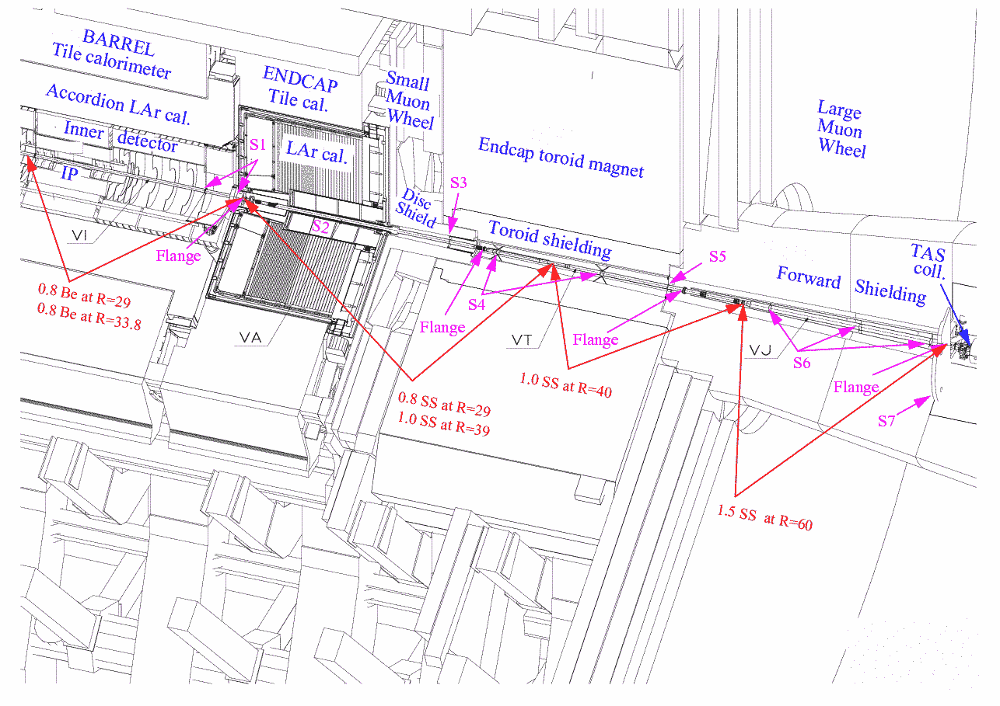 BARREL
Tile calorimeter
Accordion LAr cal.
Inner detector
IP
ENDCAP
Tile cal.
LAr cal.
Small
Muon
Wheel
Disc
Shield
Endcap toroid magnet
Large
Muon
Wheel
Toroid shielding
Forward Shielding
TAS
coll.
S1
S2
S3
S4
S5
S6
S7
Flange
Flange
Flange
Flange
VI
VA
VT
VJ
0.8 Be at R=29
0.8 Be at R=33.8
0.8 SS at R=29
1.0 SS at R=39
1.0 SS at R=40
1.5 SS at R=60